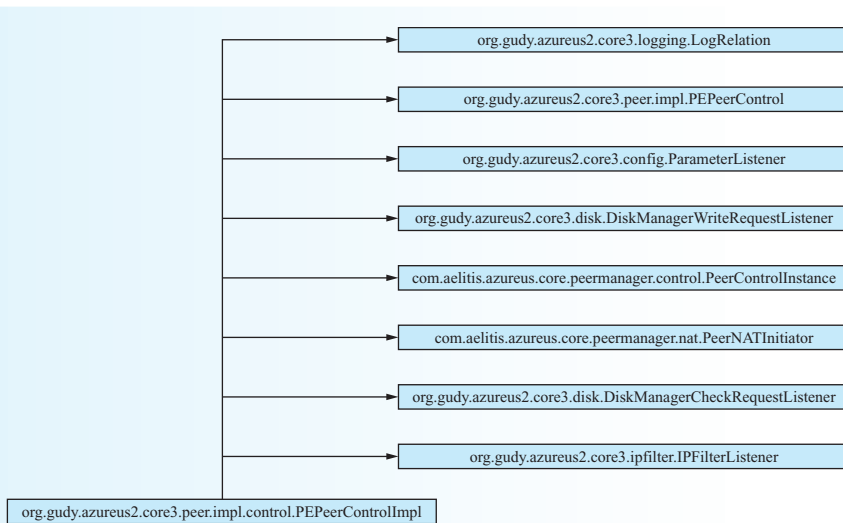 org.gudy.azureus2.core3.logging.LogRelation
org.gudy.azureus2.core3.peer.impl.PEPeerControl
org.gudy.azureus2.core3.config.ParameterListener
org.gudy.azureus2.core3.disk.DiskManagerWriteRequestListener
com.aelitis.azureus.core.peermanager.control.PeerControlInstance
com.aelitis.azureus.core.peermanager.nat.PeerNATInitiator
org.gudy.azureus2.core3.disk.DiskManagerCheckRequestListener
org.gudy.azureus2.core3.ipfilter.IPFilterListener
org.gudy.azureus2.core3.peer.impl.control.PEPeerControlImpl